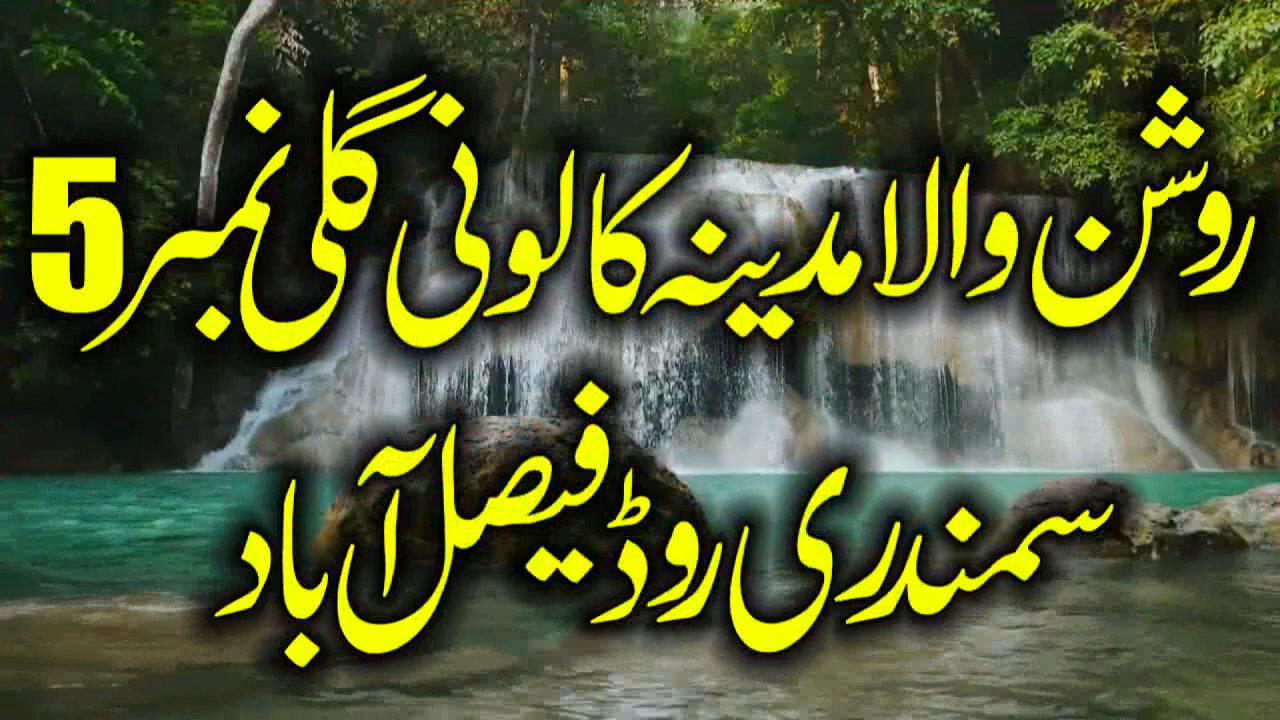 روشن والا مدینہ کالونی گلی نمبر 5
سمندری روڈ فیصل آباد